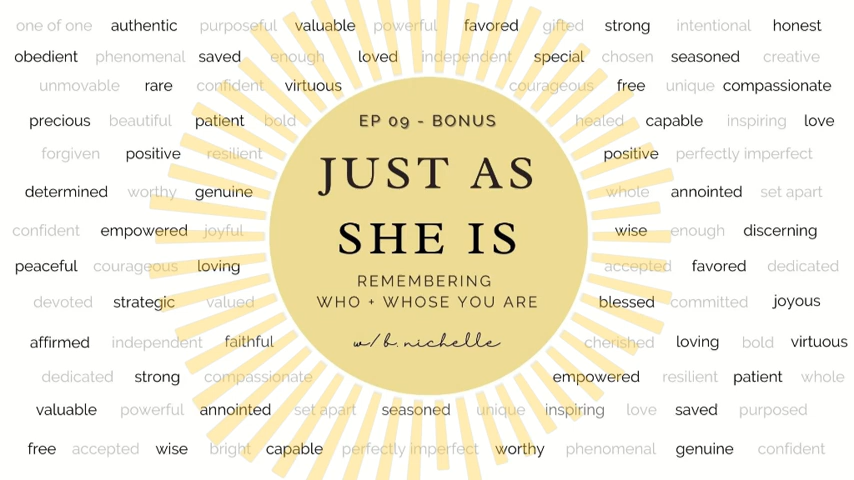 one of one authentic purposeful valuable powerful favored gifted strong intentional honest
obedient phenomenal saved enough loved independent special chosen seasoned creative
unmovable rare confident virtuous courageous free unique compassionate
precious beautiful patient bold EP 09 - BONUS healed capable inspiring love
forgiven positive resilient positive perfectly imperfect
JUST AS
determined worthy genuine whole annointed set apart
confident empowered joyful SHE IS wise enough discerning
peaceful courageous loving accepted favored dedicated
REMEMBERING
devoted strategic valued WHO + WHOSE YOU ARE blessed committed joyous
affirmed independent faithful w/ b. nichelle cherished loving bold virtuous
dedicated strong compassionate empowered resilient patient whole
valuable powerful annointed set apart seasoned unique inspiring love saved purposed
free accepted wise bright capable perfectly imperfect worthy phenomenal genuine confident